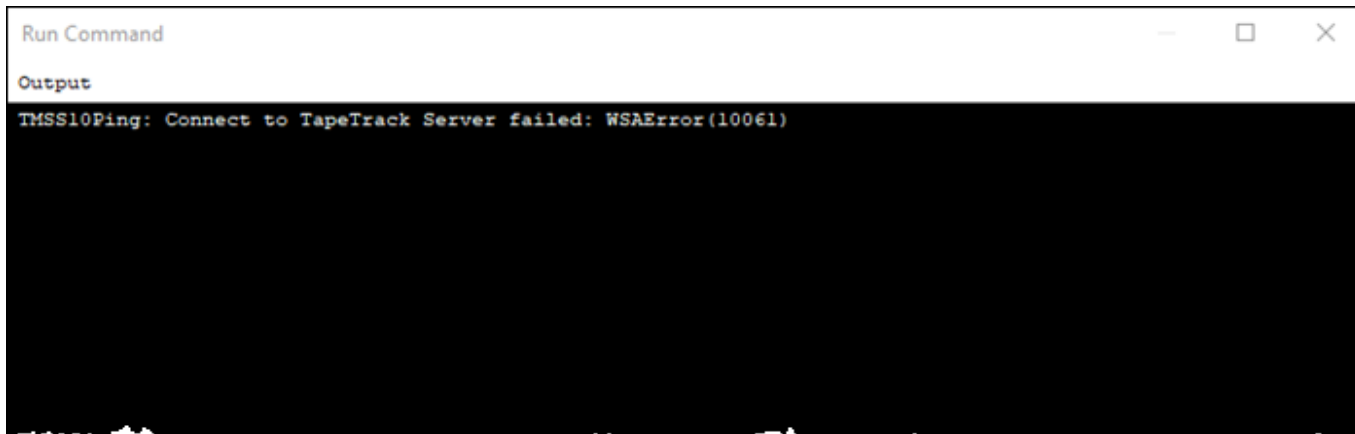 Run Command
Output
TMSS10Ping: Connect to TapeTrack Server failed: WSAError(10061)